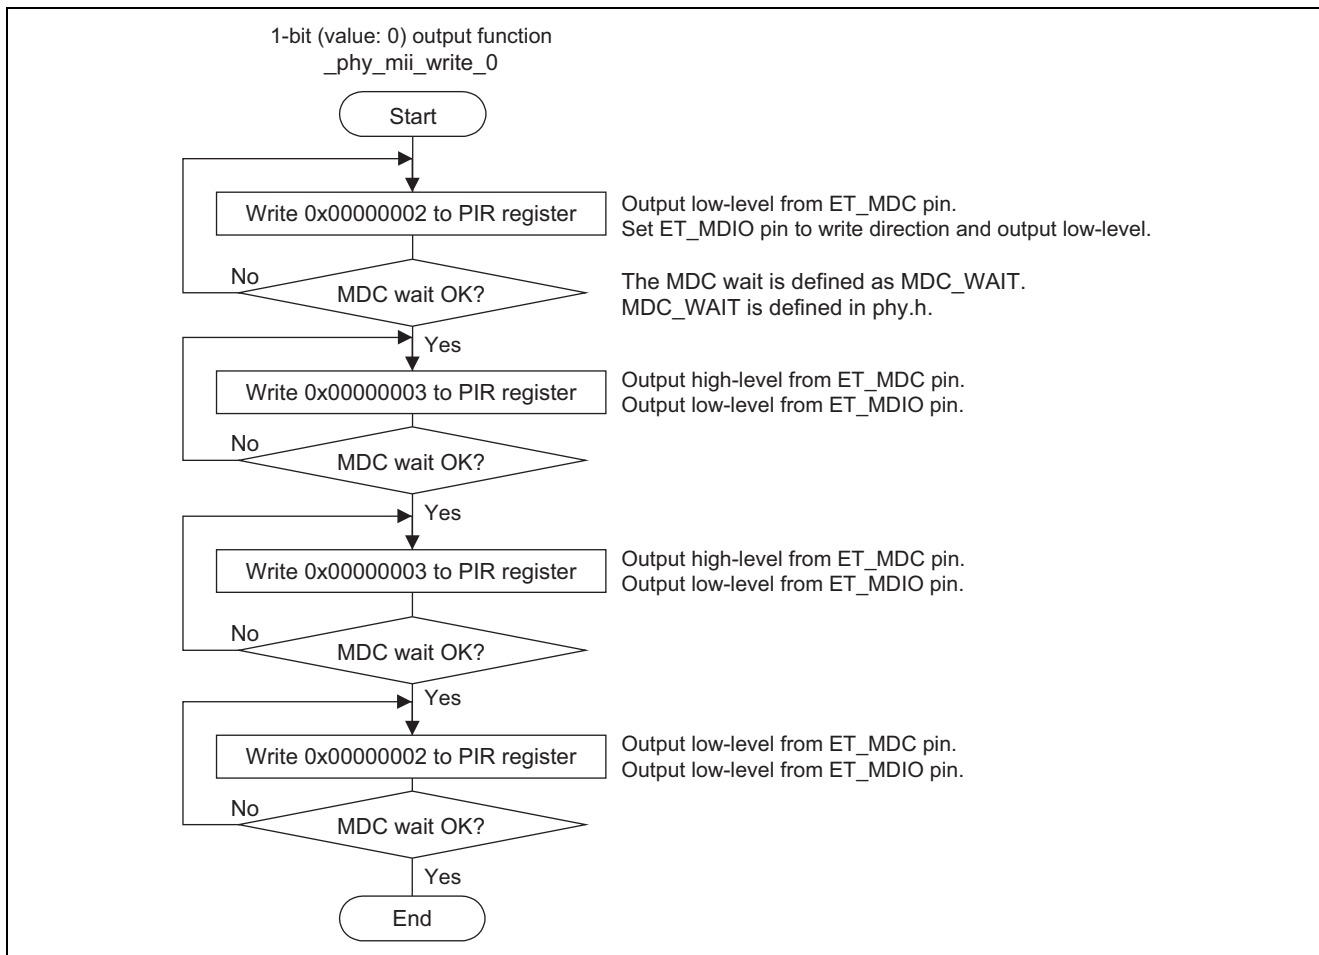 1-bit (value: 0) output function
_phy_mii_write_0
Start
Write 0x00000002 to PIR register
Output low-level from ET_MDC pin.
Set ET_MDIO pin to write direction and output low-level.
No
MDC wait OK?
The MDC wait is defined as MDC_WAIT.
MDC_WAIT is defined in phy.h.
Yes
Write 0x00000003 to PIR register
Output high-level from ET_MDC pin.
Output low-level from ET_MDIO pin.
No
MDC wait OK?
Yes
Write 0x00000003 to PIR register
Output high-level from ET_MDC pin.
Output low-level from ET_MDIO pin.
No
MDC wait OK?
Yes
Write 0x00000002 to PIR register
Output low-level from ET_MDC pin.
Output low-level from ET_MDIO pin.
No
MDC wait OK?
Yes
End